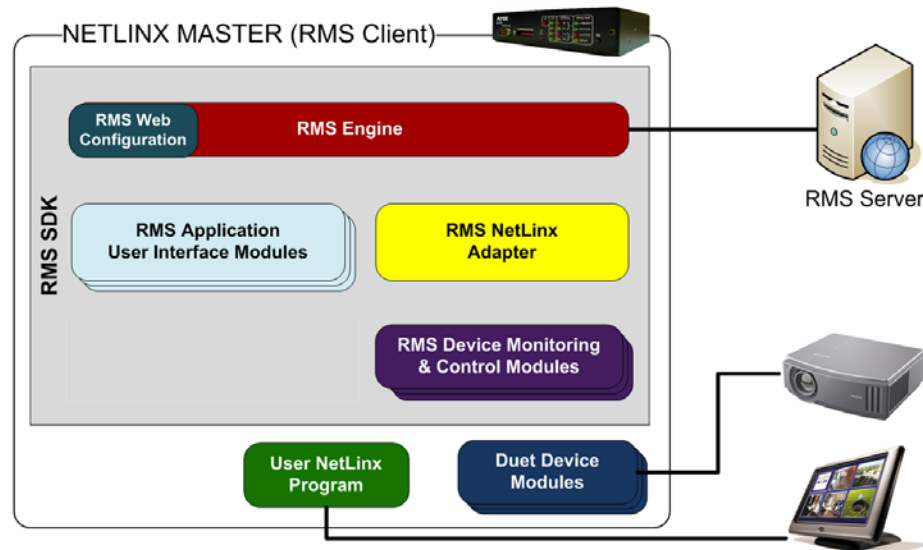 NETLINX MASTER (RMS Client)
AMX
RMS SDK
RMS Web
Configuration
RMS Engine
RMS Server
RMS Application
User Interface Modules
RMS NetLinx
Adapter
RMS Device Monitoring
& Control Modules
User NetLinx
Program
Duet Device
Modules